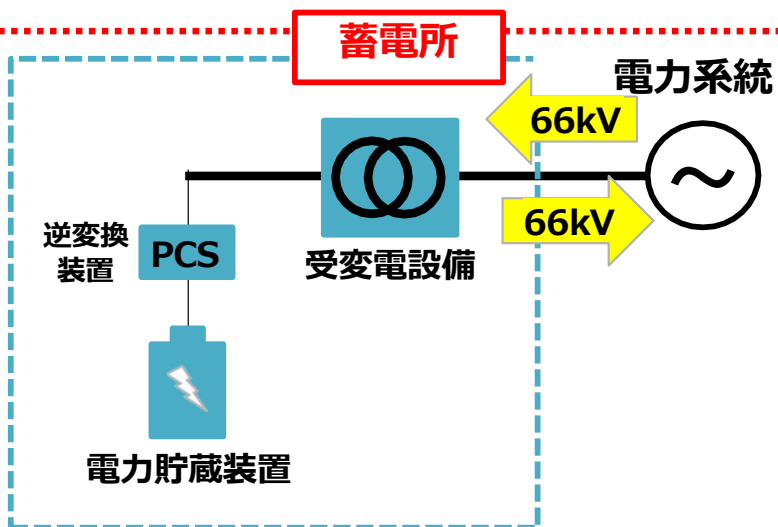 蓄電所
電力系統
66kV
66kV
逆変換
装置
PCS
受変電設備
電力貯蔵装置